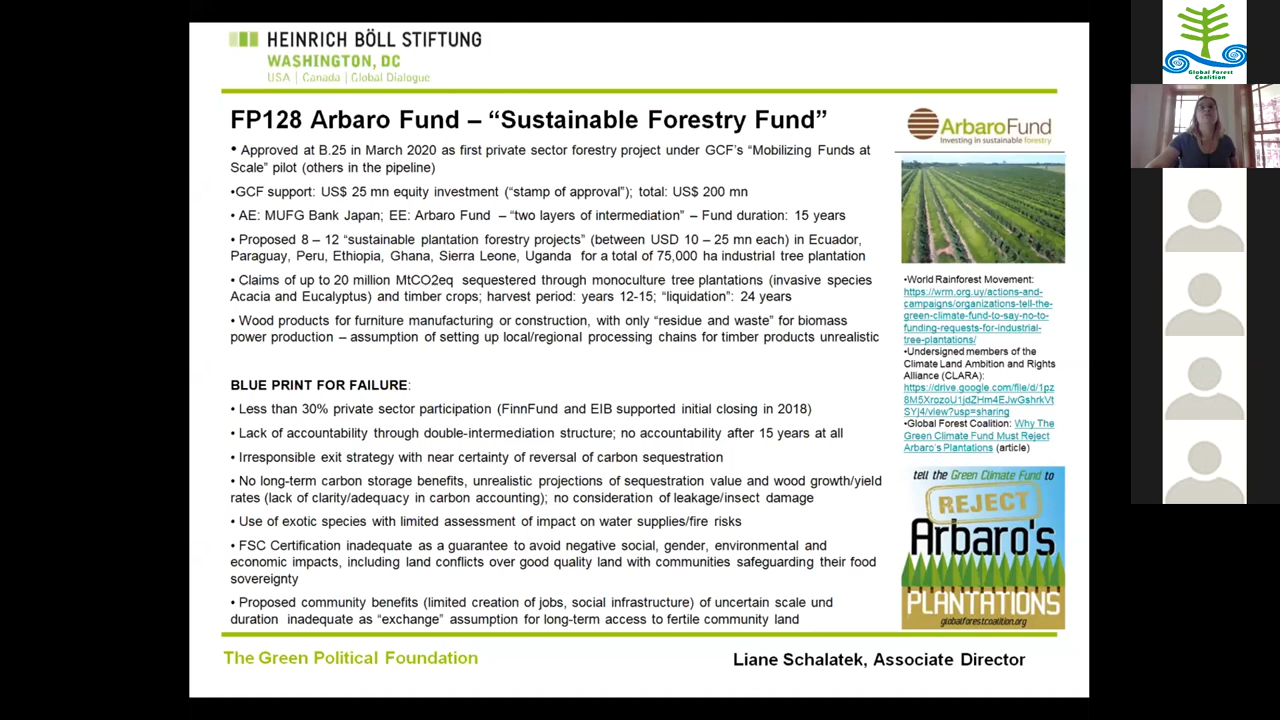 HEINRICH BÖLL STIFTUNG
WASHINGTON, DC
USA | Canada | Global Dialogue
FP128 Arbaro Fund – “Sustainable Forestry Fund”
• Approval at B.25 in March 2020 as first private sector forestry project under GCF’s “Mobilizing Funds at
Scale” pilot (others in the pipeline)
•GCF support: US$ 25 mn equity investment (“stamp of approval”); total: US$ 200 mn
• AE: MUFG Bank Japan; EE: Arbaro Fund – “two layers of intermediation” – Fund duration: 15 years
• Proposed 8 – 12 “sustainable plantation forestry projects” (between USD 10 – 25 mn each) in Ecuador,
Paraguay, Peru, Ethiopia, Ghana, Sierra Leone, Uganda for a total of 75,000 ha industrial tree plantation
• Claims of up to 20 million MtCO2eq sequestered through monoculture tree plantations (invasive species
Acacia and Eucalyptus) and timber crops; harvest period: years 12-15; “liquidation”: 24 years
• Wood products for furniture manufacturing or construction, with only “residue and waste” for biomass
power production – assumption of setting up local/regional processing chains for timber products unrealistic
BLUE PRINT FOR FAILURE:
• Less than 30% private sector participation (FinnFund and EIB supported initial closing in 2018)
• Lack of accountability through double-intermediation structure; no accountability after 15 years at all
• Irresponsible exit strategy with near certainty of reversal of carbon sequestration
• No long-term carbon storage benefits, unrealistic projections of sequestration value and wood growth/yield
rates (lack of clarity/adequacy in carbon accounting); no consideration of leakage/insect damage
• Use of exotic species with limited assessment of impact on water supplies/fire risks
• FSC Certification inadequate as a guarantee to avoid negative social, gender, environmental and
economic impacts, including land conflicts over good quality land with communities safeguarding their food
sovereignty
• Proposed community benefits (limited creation of jobs, social infrastructure) of uncertain scale und
duration inadequate as “exchange” assumption for long-term access to fertile community land
ArbaroFund
Investing in sustainable forestry
•World Rainforest Movement:
https://wrm.org.uy/actions-and-
campaigns/organizations-tell-the-
green-climate-fund-to-say-no-to-
funding-requests-for-industrial-
tree-plantations/
•Undersigned members of the
Climate Land Ambition and Rights
Alliance (CLARA):
https://drive.google.com/file/d/1pz
8M5XrozoU1jdZHm4EJwGshrkVt
SYj4/view?usp=sharing
•Global Forest Coalition: Why The
Green Climate Fund Must Reject
Arbaro’s Plantations (article)
tell the Green Climate Fund to
REJECT
Arbaro's
PLANTATIONS
globalforestcoalition.org
The Green Political Foundation
Liane Schalatek, Associate Director
Global Forest
Coalition